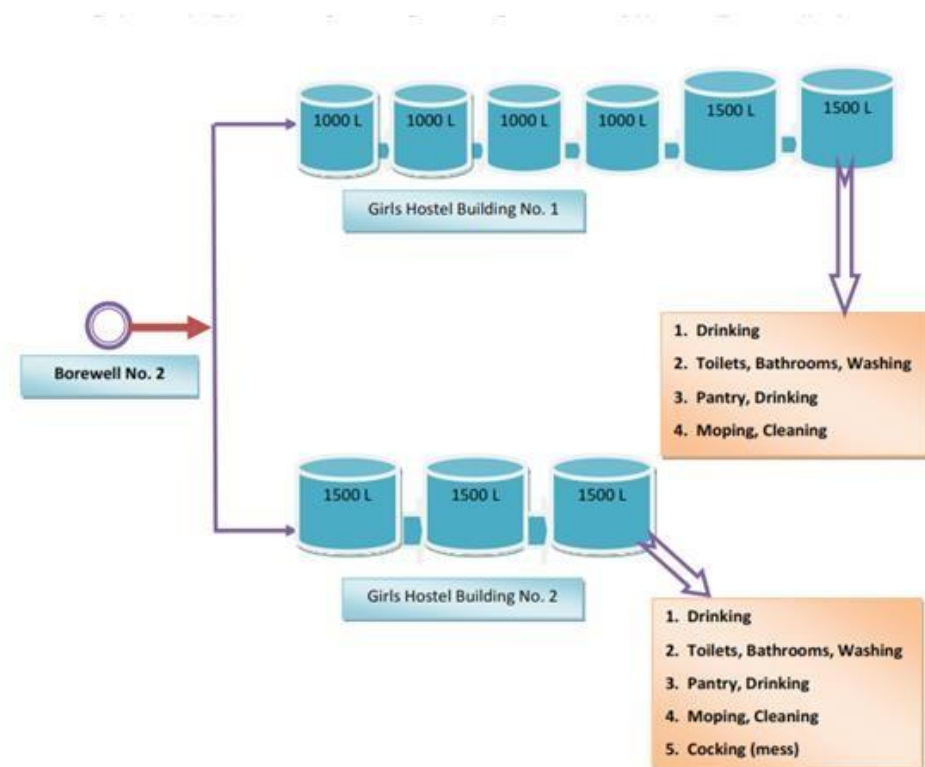 1000 L
1000 L
1000 L
1000 L
1500 L
1500 L
Girls Hostel Building No. 1
Borewell No. 2
1. Drinking
2. Toilets, Bathrooms, Washing
3. Pantry, Drinking
4. Moping, Cleaning
1500 L
1500 L
1500 L
Girls Hostel Building No. 2
1. Drinking
2. Toilets, Bathrooms, Washing
3. Pantry, Drinking
4. Moping, Cleaning
5. Cocking (mess)